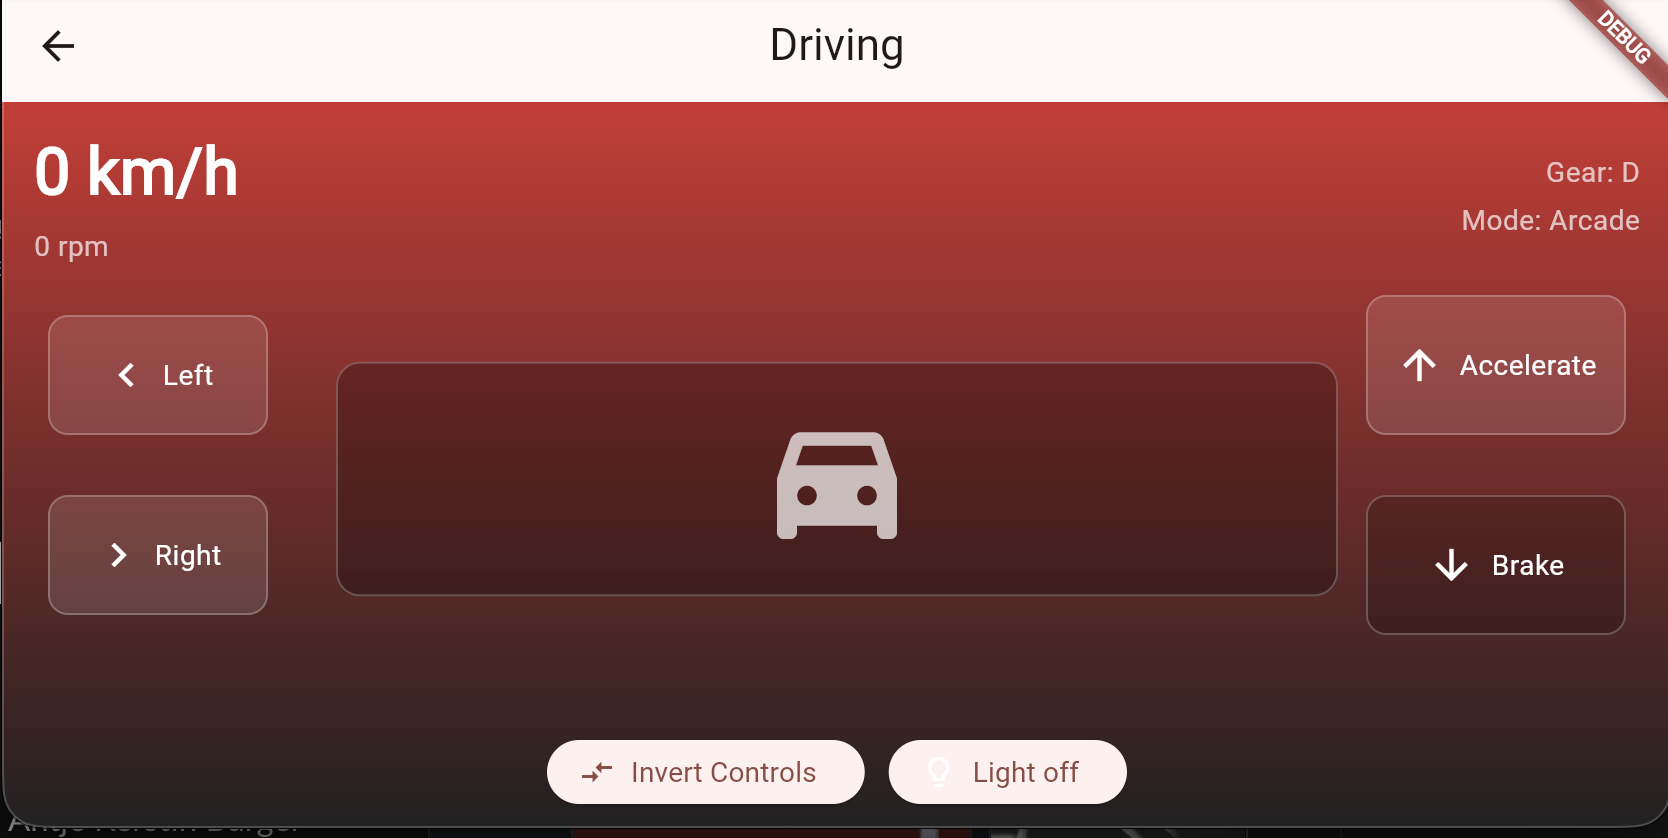 Driving
DEBUG
0 km/h
0 rpm
Gear: D
Mode: Arcade
Left
Right
Accelerate
Brake
Invert Controls
Light off